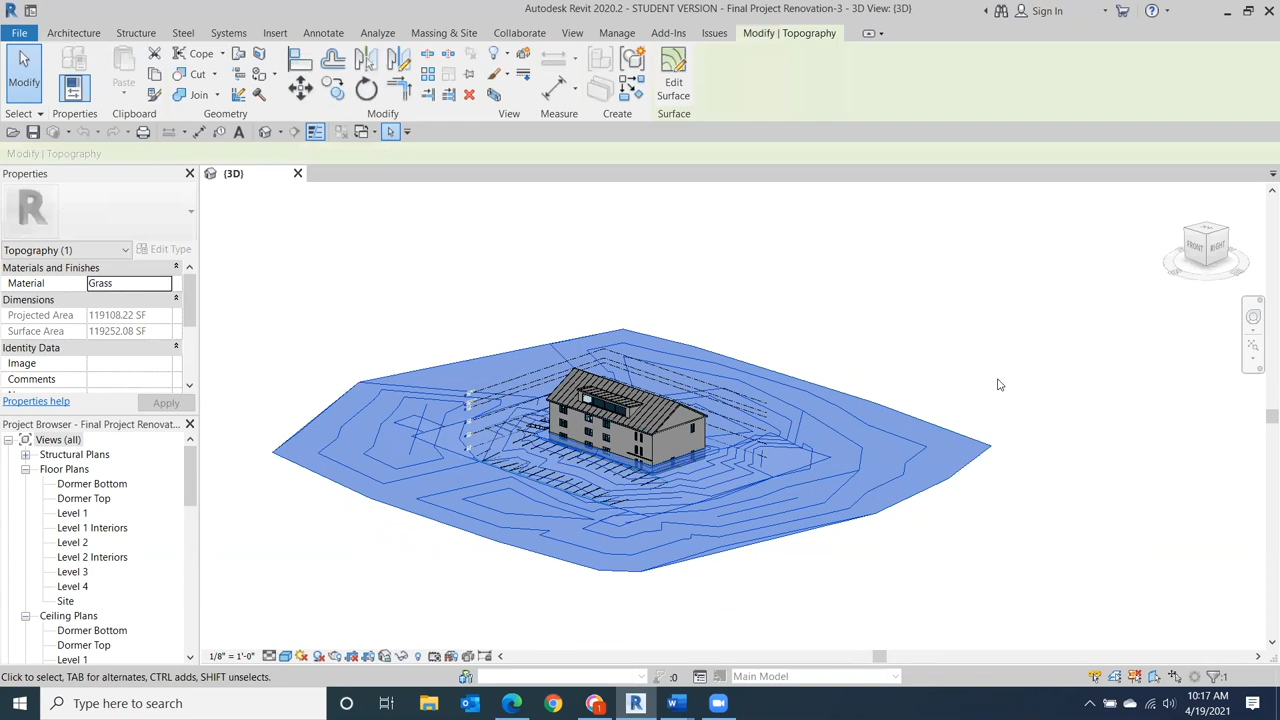 Autodesk Revit 2020.2 - STUDENT VERSION - Final Project Renovation-3 - 3D View: {3D}
Sign In
File Architecture Structure Steel Systems Insert Annotate Analyze Massing & Site Collaborate View Manage Add-Ins Issues Modify | Topography
Modify
Paste
Cope
Cut
Join
Edit
Surface
Select Properties Clipboard Geometry Modify View Measure Create Surface
Modify | Topography
Properties
{3D}
R
Topography (1)
Edit Type
Materials and Finishes
Material Grass
Dimensions
Projected Area 119108.22 SF
Surface Area 119252.08 SF
Identity Data
Image
Comments
Properties help
Apply
FRONT
RIGHT
Project Browser - Final Project Renovat...
Views (all)
Structural Plans
Floor Plans
Dormer Bottom
Dormer Top
Level 1
Level 1 Interiors
Level 2
Level 2 Interiors
Level 3
Level 4
Site
Ceiling Plans
Dormer Bottom
Dormer Top
Level 1
1/8" = 1'-0"
Click to select, TAB for alternates, CTRL adds, SHIFT unselects.
:0
Main Model
:1
Type here to search
10:17 AM
4/19/2021